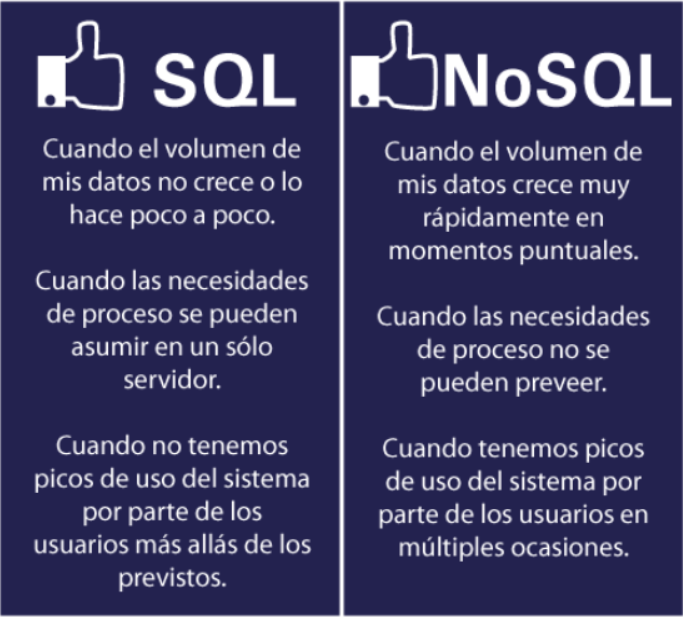 SQL
Cuando el volumen de
mis datos no crece o lo
hace poco a poco.
Cuando las necesidades
de proceso se pueden
asumir en un sólo
servidor.
Cuando no tenemos
picos de uso del sistema
por parte de los
usuarios más allás de los
previstos.
NoSQL
Cuando el volumen de
mis datos crece muy
rápidamente en
momentos puntuales.
Cuando las necesidades
de proceso no se
pueden preveer.
Cuando tenemos picos
de uso del sistema por
parte de los usuarios en
múltiples ocasiones.